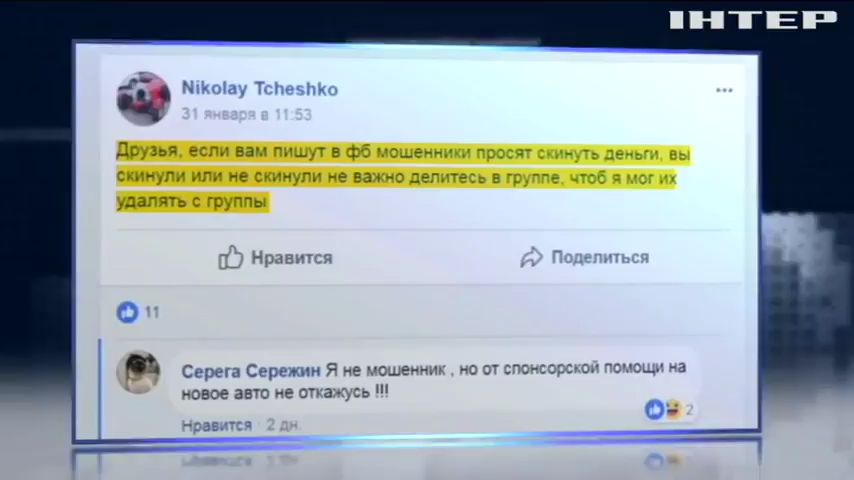 ІНТЕР
Nikolay Tcheshko
31 января в 11:53
Друзья, если вам пишут в фб мошенники просят скинуть деньги, вы
скинули или не скинули не важно делитесь в группе, чтоб я мог их
удалять с группы
Нравится
Поделиться
11
Серега Сережин Я не мошенник , но от спонсорской помощи на
новое авто не откажусь !!!
2
Нравится · 2 дн.